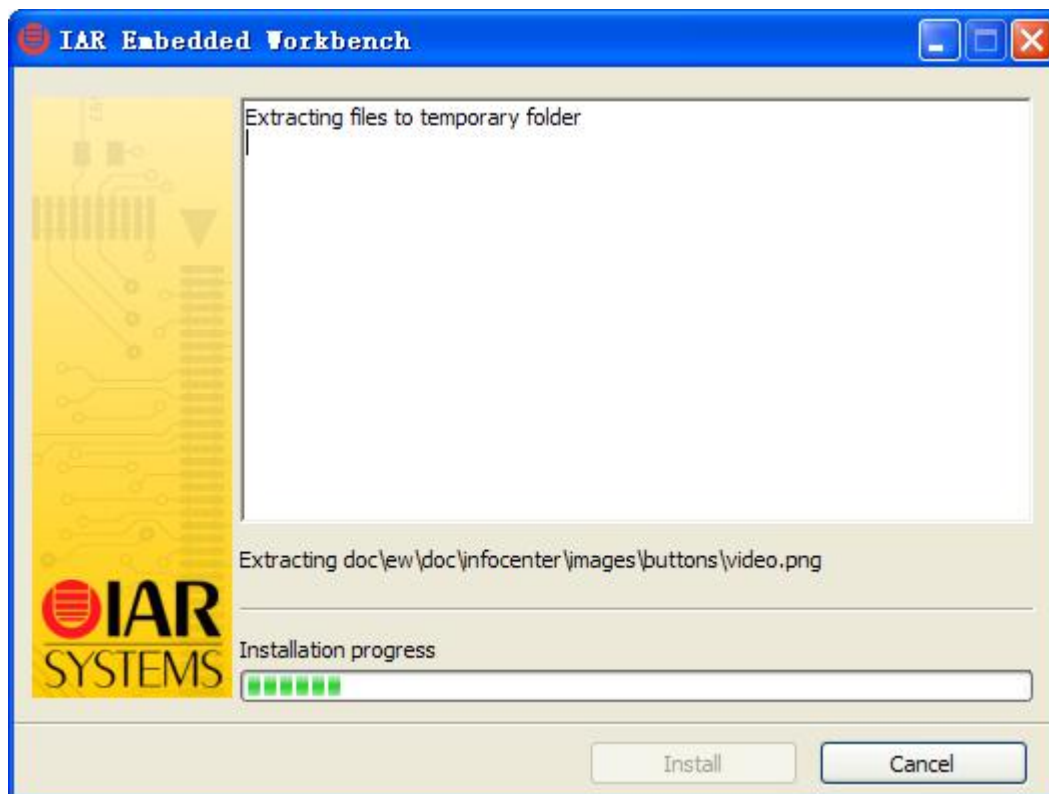 IAR Embedded Workbench
Extracting files to temporary folder
Extracting doc\ew\doc\infocenter\images\buttons\video.png
IAR
SYSTEMS
Installation progress
Install
Cancel